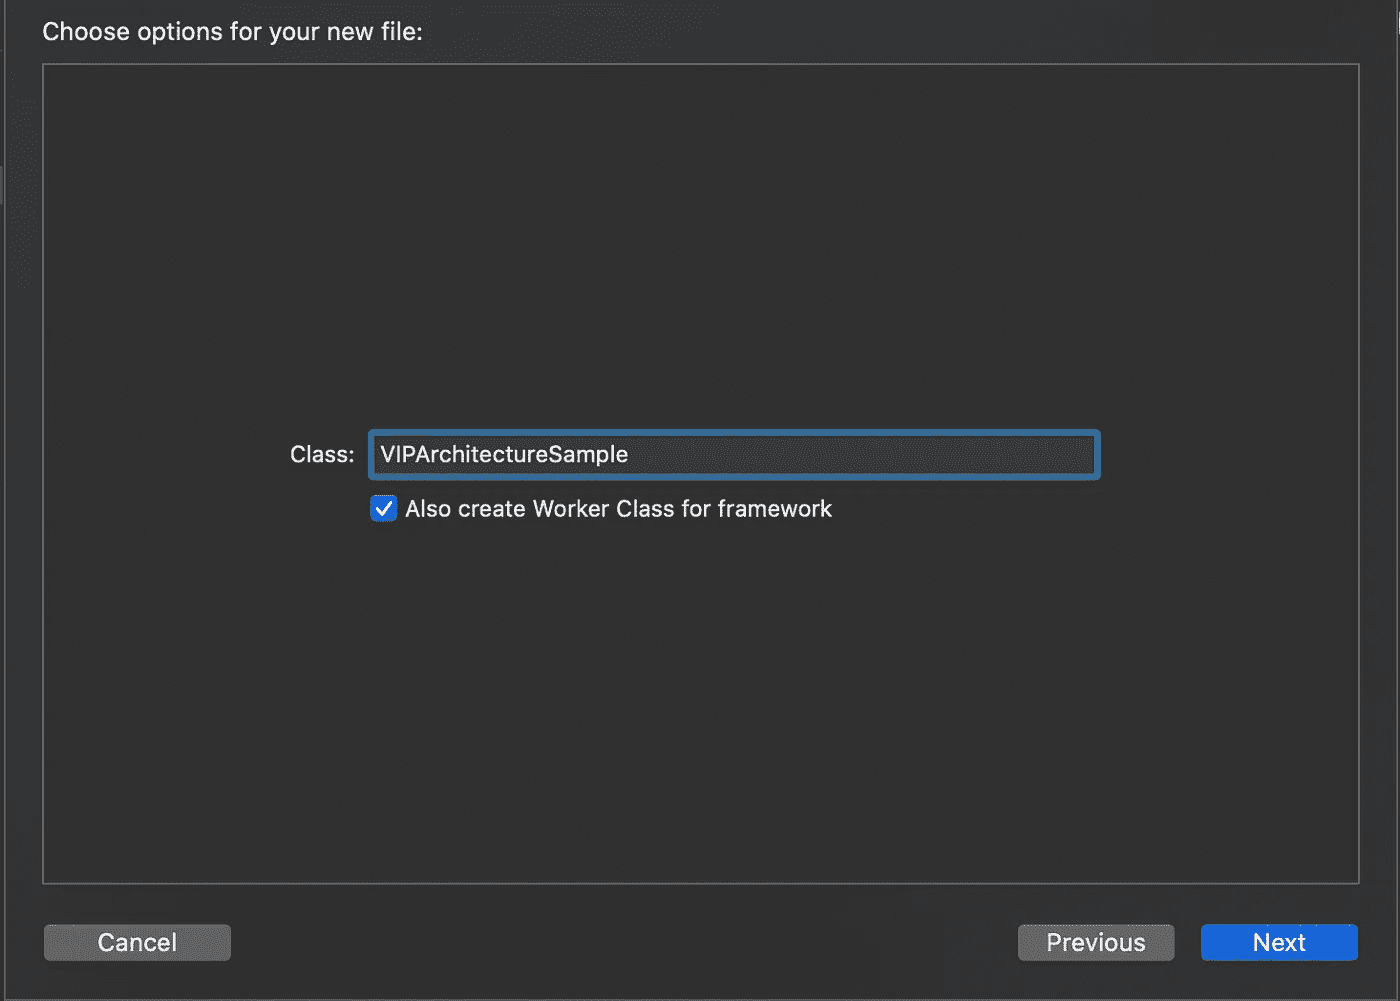 Choose options for your new file:
Class: VIPArchitectureSample
Also create Worker Class for framework
Cancel Previous Next